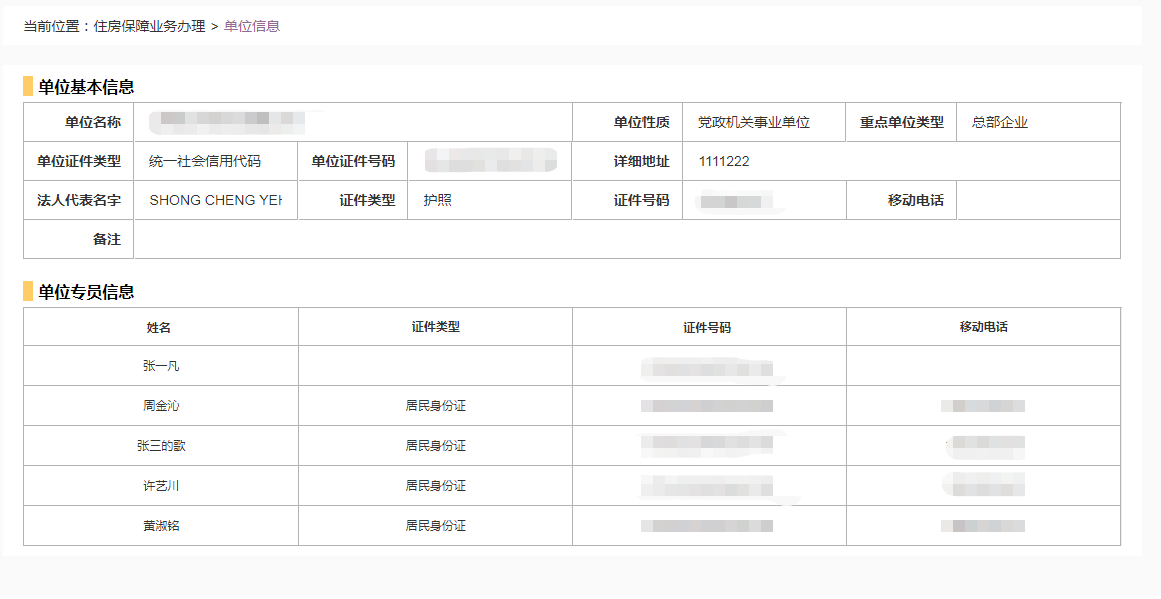 当前位置：住房保障业务办理 > 单位信息
单位基本信息
单位名称 单位性质 党政机关事业单位 重点单位类型 总部企业
单位证件类型 统一社会信用代码 单位证件号码 详细地址 1111222
法人代表名字 SHONG CHENG YEH 证件类型 护照 证件号码 移动电话
备注
单位专员信息
姓名 证件类型 证件号码 移动电话
张一凡
周金沁 居民身份证
张三的歌 居民身份证
许艺川 居民身份证
黄淑铭 居民身份证